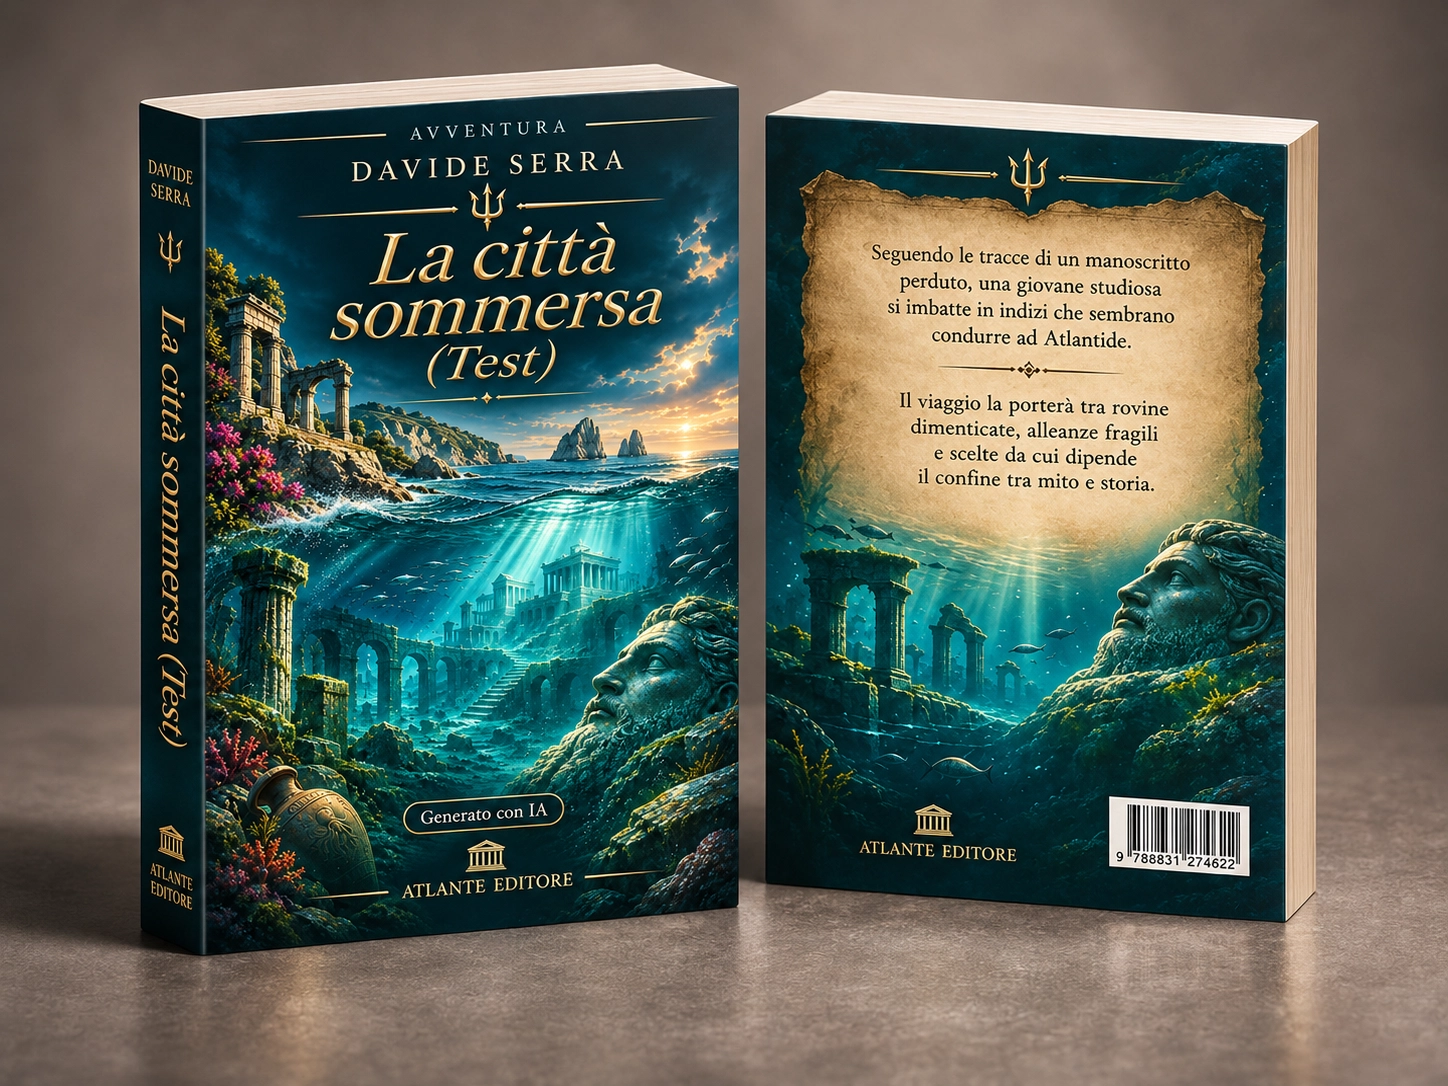 DAVIDE
SERRA
La città sommersa (Test)
ATLANTE
EDITORE
AVVENTURA
DAVIDE SERRA
La città
sommersa
(Test)
Generato con IA
ATLANTE EDITORE
Seguendo le tracce di un manoscritto
perduto, una giovane studiosa
si imbatte in indizi che sembrano
condurre ad Atlantide.
Il viaggio la porterà tra rovine
dimenticate, alleanze fragili
e scelte da cui dipende
il confine tra mito e storia.
ATLANTE EDITORE
9 788831 274622